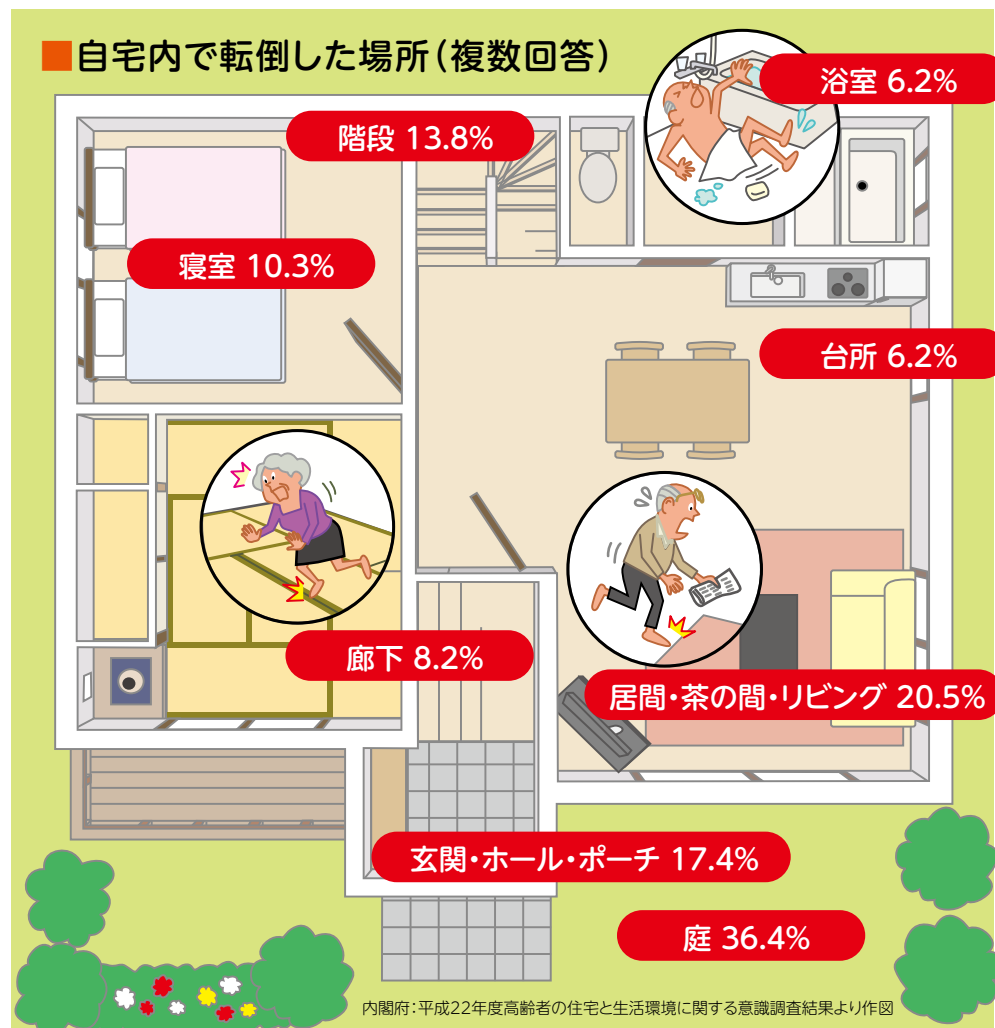 ■自宅内で転倒した場所（複数回答）
浴室 6.2%
階段 13.8%
寝室 10.3%
台所 6.2%
廊下 8.2%
居間・茶の間・リビング 20.5%
玄関・ホール・ポーチ 17.4%
庭 36.4%
内閣府：平成22年度高齢者の住宅と生活環境に関する意識調査結果より作図